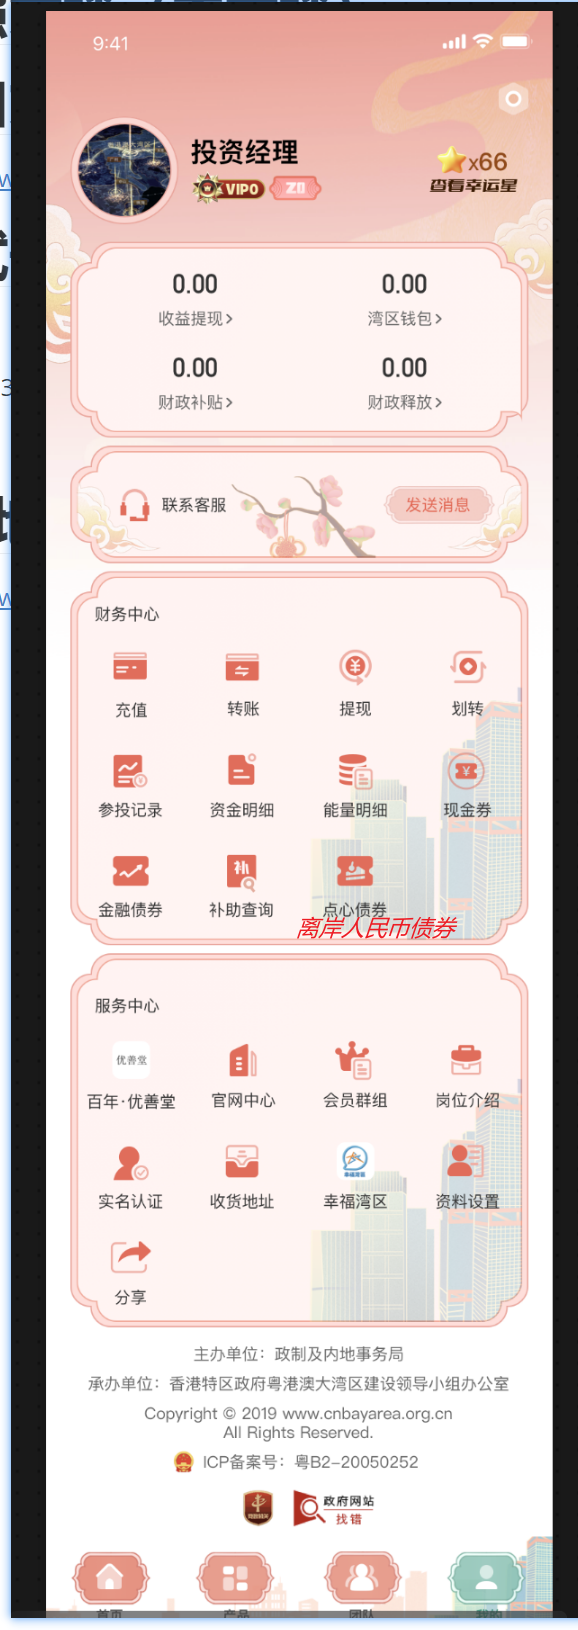 9:41
投资经理
VIP0 Z0
x66
查看幸运星
0.00 0.00
收益提现> 湾区钱包>
0.00 0.00
财政补贴> 财政释放>
联系客服 发送消息
财务中心
充值 转账 提现 划转
参投记录 资金明细 能量明细 现金券
补
金融债券 补助查询 点心债券
离岸人民币债券
服务中心
优善堂
百年·优善堂 官网中心 会员群组 岗位介绍
幸福湾区
实名认证 收货地址 幸福湾区 资料设置
分享
主办单位：政制及内地事务局
承办单位：香港特区政府粤港澳大湾区建设领导小组办公室
Copyright © 2019 www.cnbayarea.org.cn
All Rights Reserved.
ICP备案号：粤B2-20050252
政府网站
找错
首页 产品 团队 我的